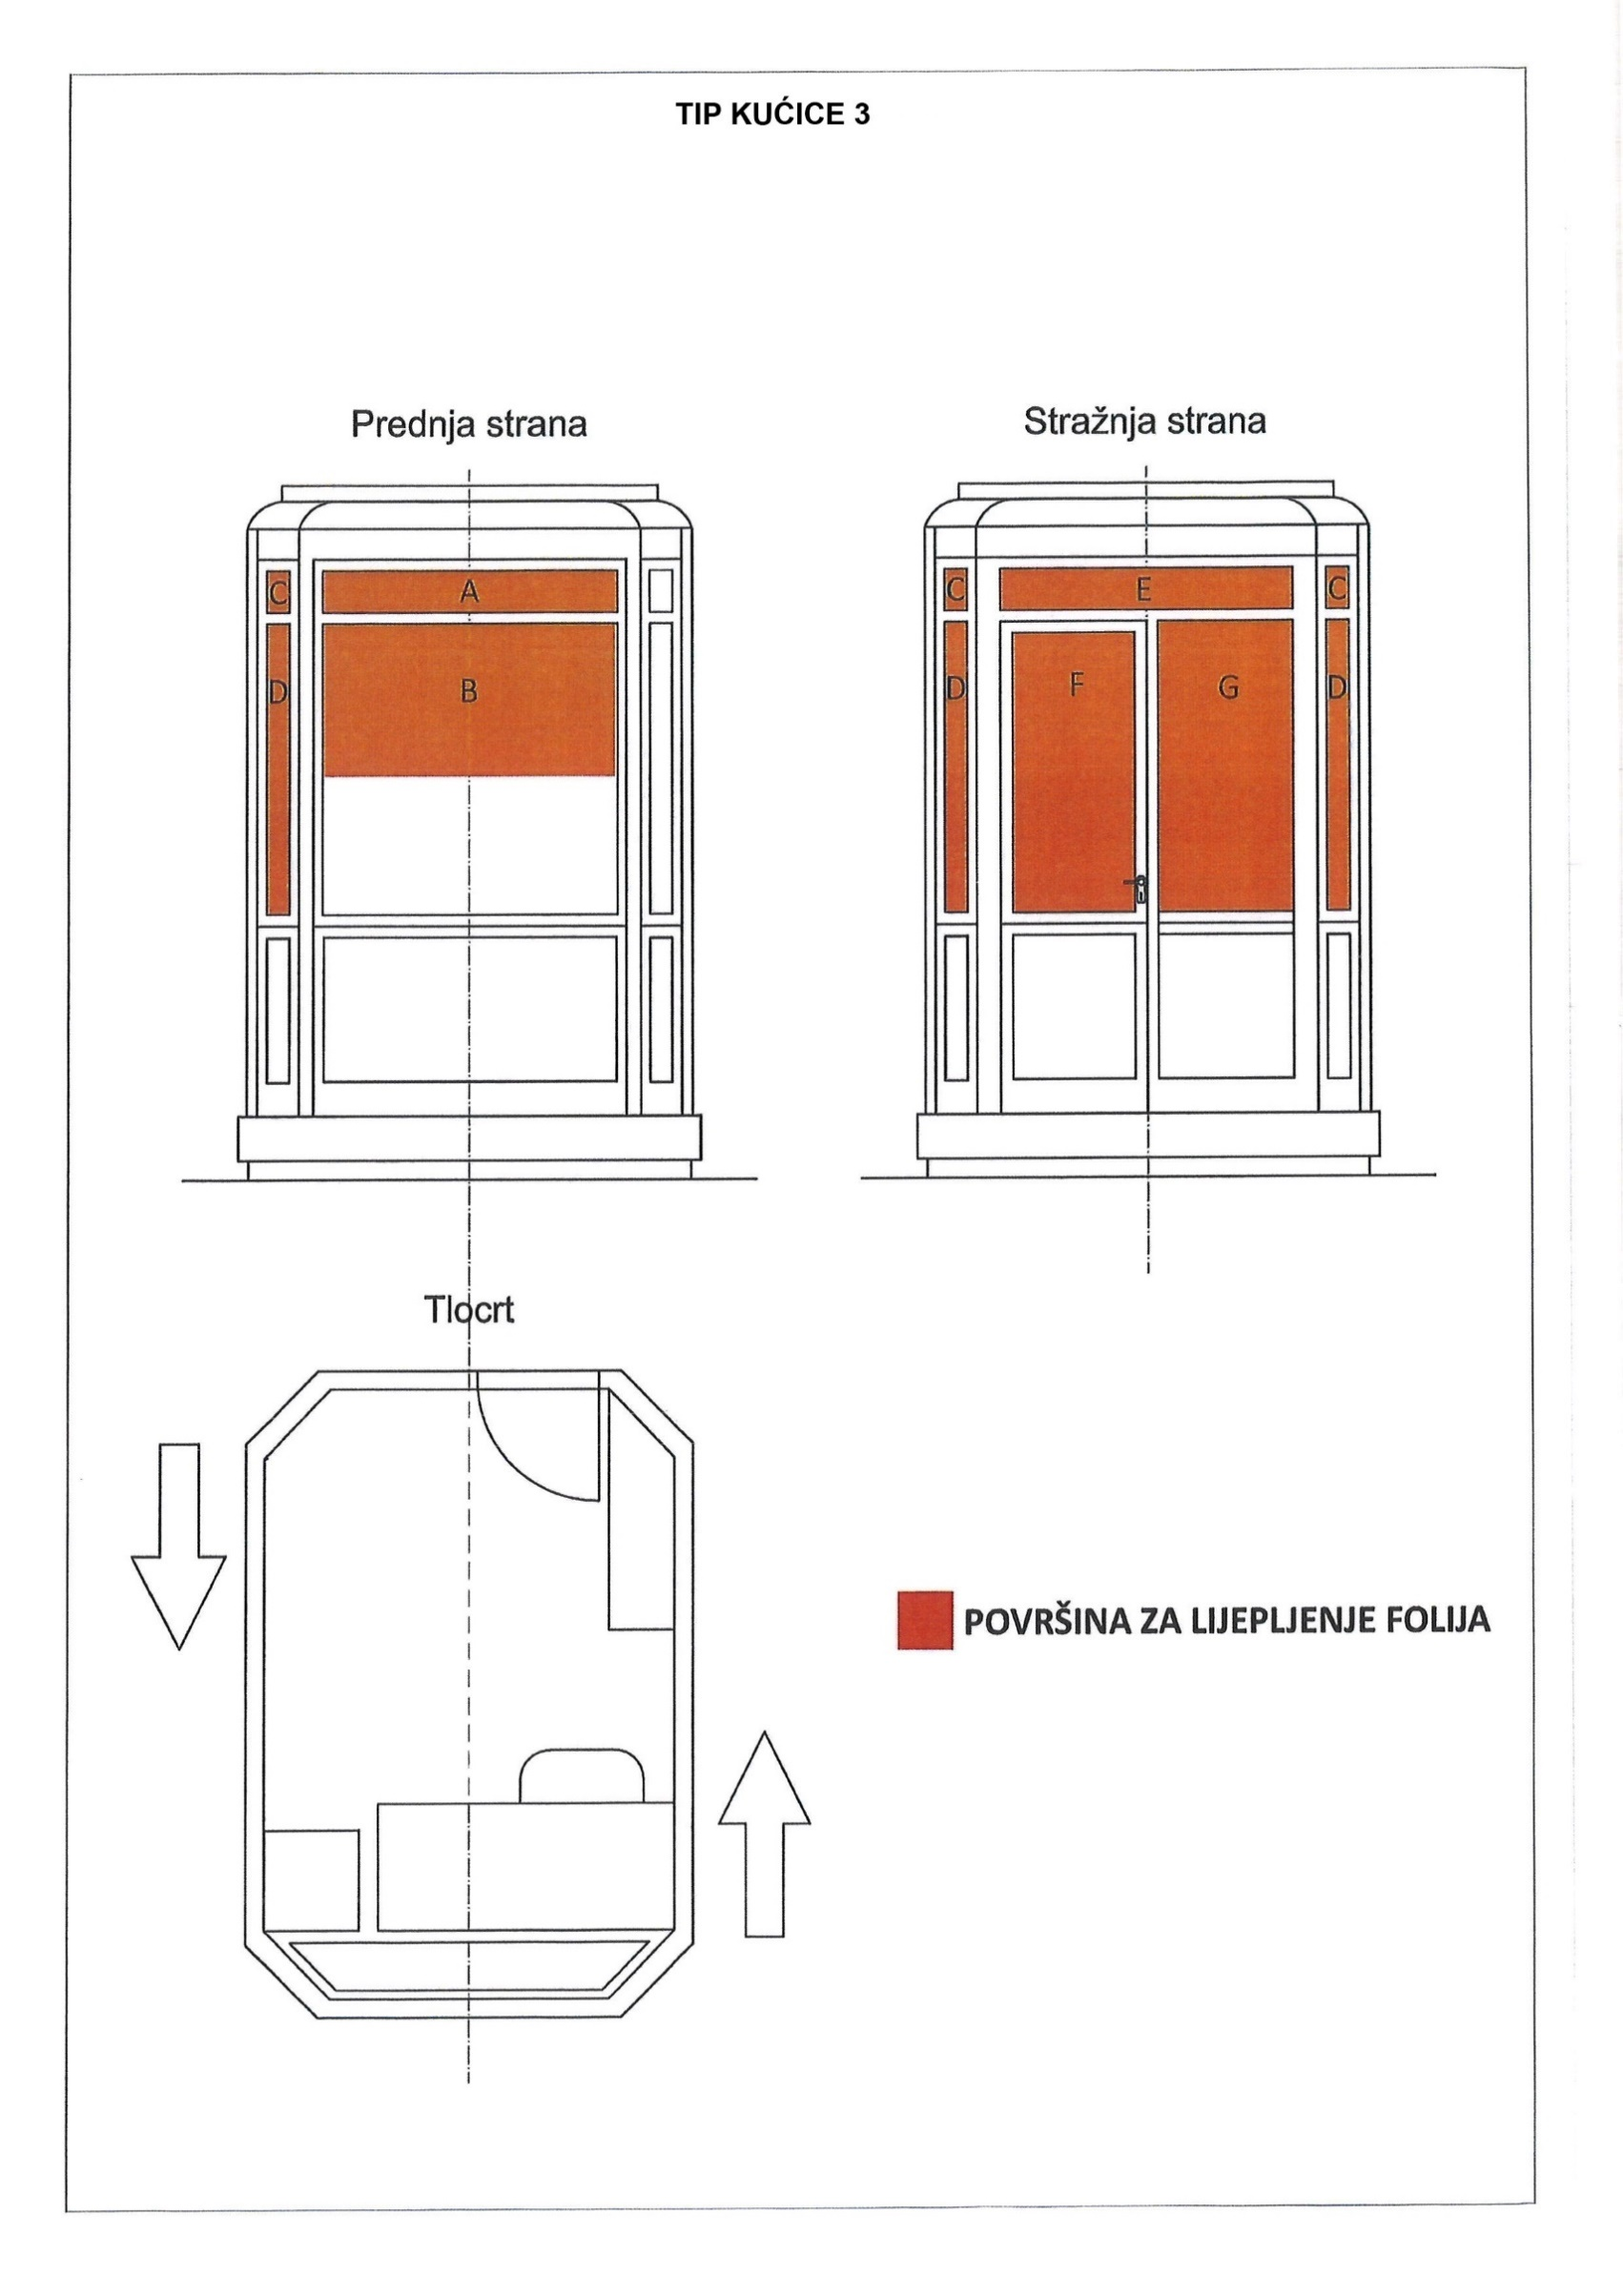 TIP KUĆICE 3
Prednja strana
Stražnja strana
C A
D B
C E C
D F G D
Tlocrt
POVRŠINA ZA LIJEPLJENJE FOLIJA